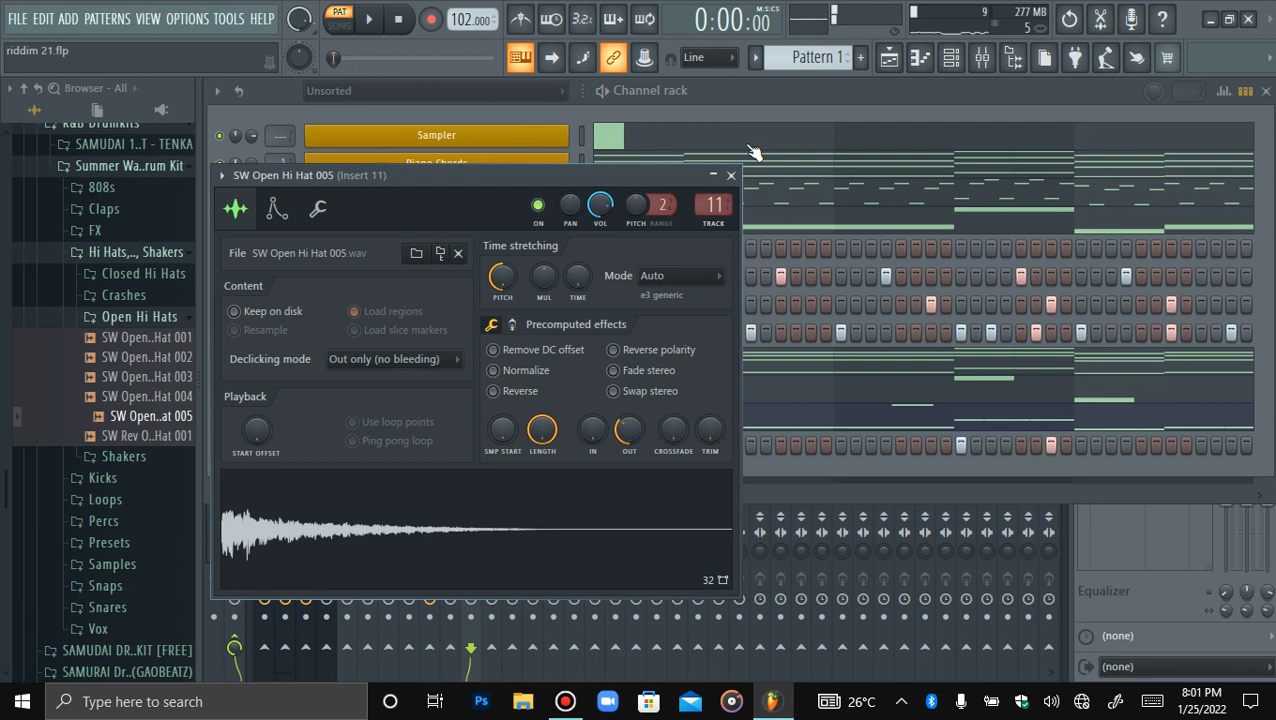 FILE EDIT ADD PATTERNS VIEW OPTIONS TOOLS HELP
riddim 21.flp
PAT
SONG
102.000
3.2.
0:00:00
M:S:CS
9
277 MB
5
Line
Pattern 1
Browser - All
Unsorted
Channel rack
R&B Drumkits
SAMUDAI 1..T - TENKA
Summer Wa..rum Kit
808s
Claps
FX
Hi Hats,.., Shakers
Closed Hi Hats
Crashes
Open Hi Hats
SW Open..Hat 001
SW Open..Hat 002
SW Open..Hat 003
SW Open..Hat 004
SW Open..at 005
SW Rev O..Hat 001
Shakers
Kicks
Loops
Percs
Presets
Samples
Snaps
Snares
Vox
SAMUDAI DR..KIT [FREE]
SAMURAI Dr..(GAOBEATZ)
Sampler
Piano Chords
SW Open Hi Hat 005 (Insert 11)
ON
PAN
VOL
PITCH
RANGE
2
11
TRACK
File SW Open Hi Hat 005.wav
Content
Keep on disk
Load regions
Resample
Load slice markers
Declicking mode
Out only (no bleeding)
Playback
START OFFSET
Use loop points
Ping pong loop
Time stretching
PITCH
MUL
TIME
Mode
Auto
e3 generic
Precomputed effects
Remove DC offset
Reverse polarity
Normalize
Fade stereo
Reverse
Swap stereo
SMP START
LENGTH
IN
OUT
CROSSFADE
TRIM
32
Equalizer
(none)
(none)
Type here to search
Ps
26°C
8:01 PM
1/25/2022